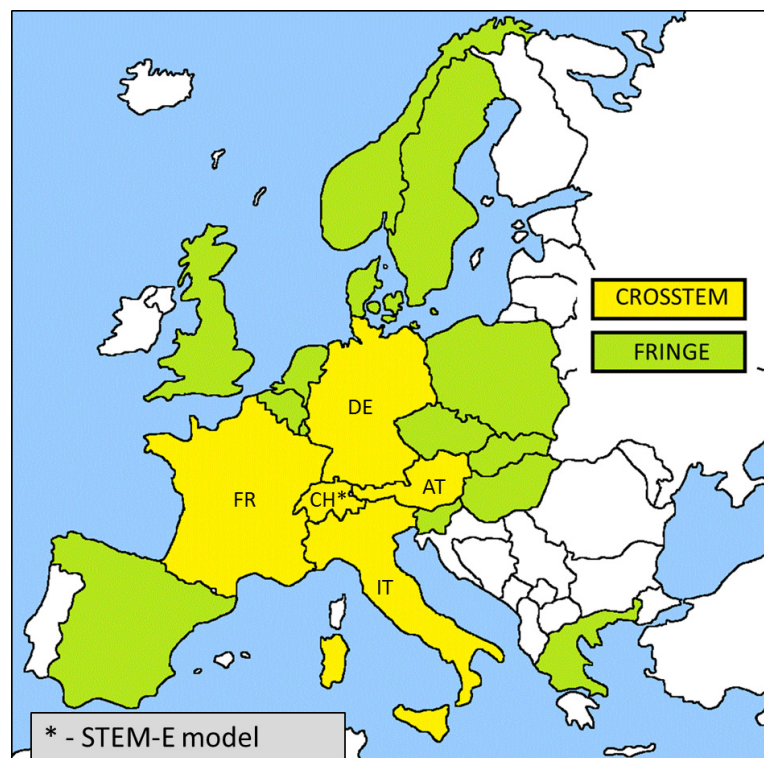 CROSSTEM
FRINGE
DE
FR
CH*
AT
IT
* - STEM-E model